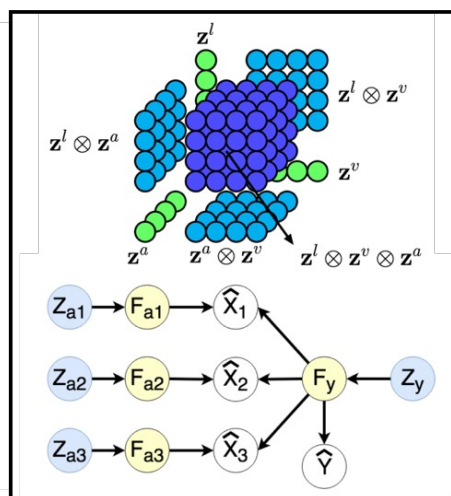 z^l
z^l ⊗ z^v
z^l ⊗ z^a
z^v
z^a
z^a ⊗ z^v
z^l ⊗ z^v ⊗ z^a
Z_a1 F_a1 X̂_1
Z_a2 F_a2 X̂_2 F_y Z_y
Z_a3 F_a3 X̂_3 Ŷ